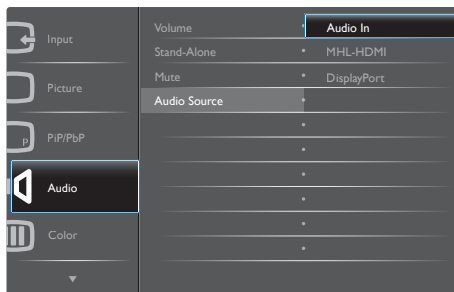 Input
Picture
P
PiP/PbP
Audio
Color
Volume
Stand-Alone
Mute
Audio Source
Audio In
MHL-HDMI
DisplayPort